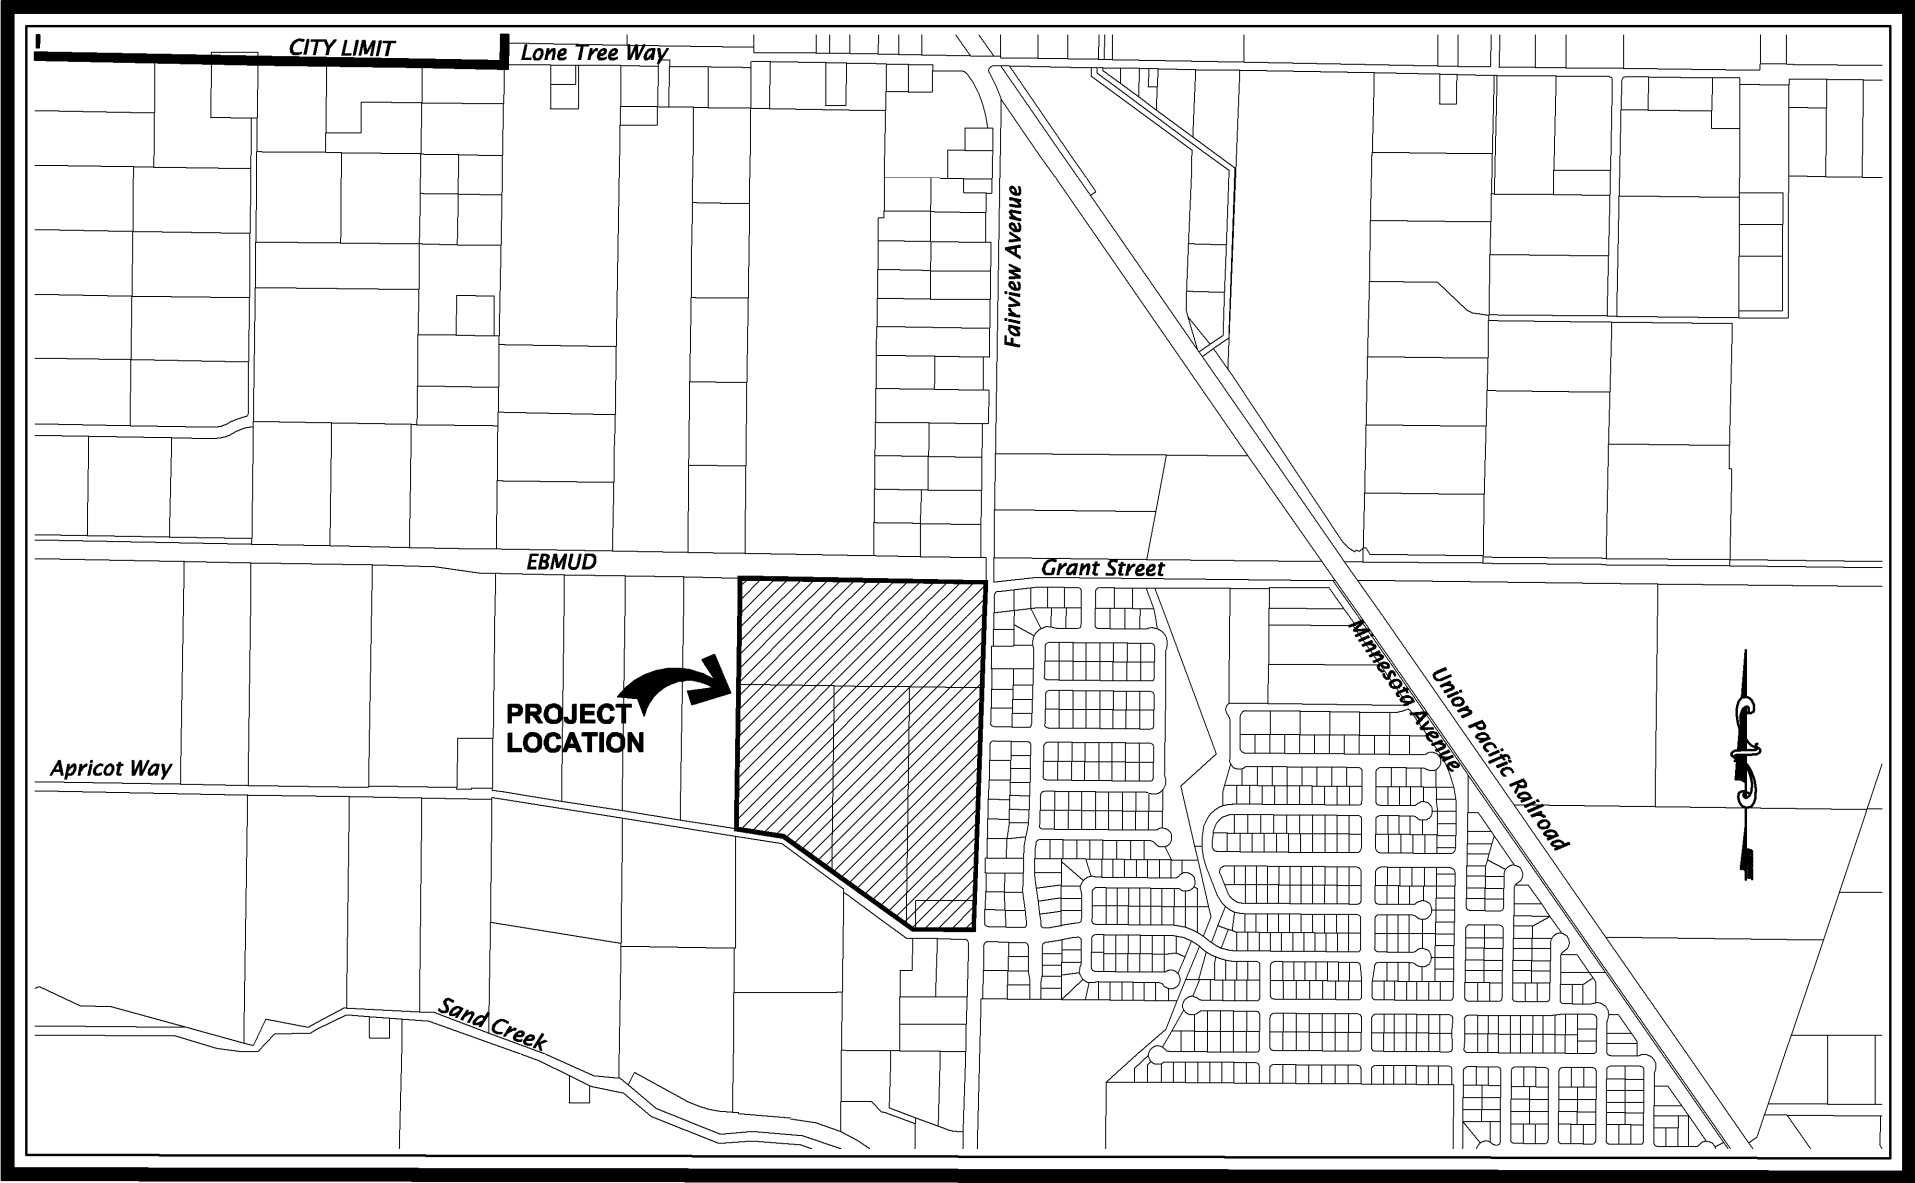 CITY LIMIT
Lone Tree Way
Fairview Avenue
EBMUD
Grant Street
Minnesota Avenue
Union Pacific Railroad
PROJECT
LOCATION
Apricot Way
Sand Creek